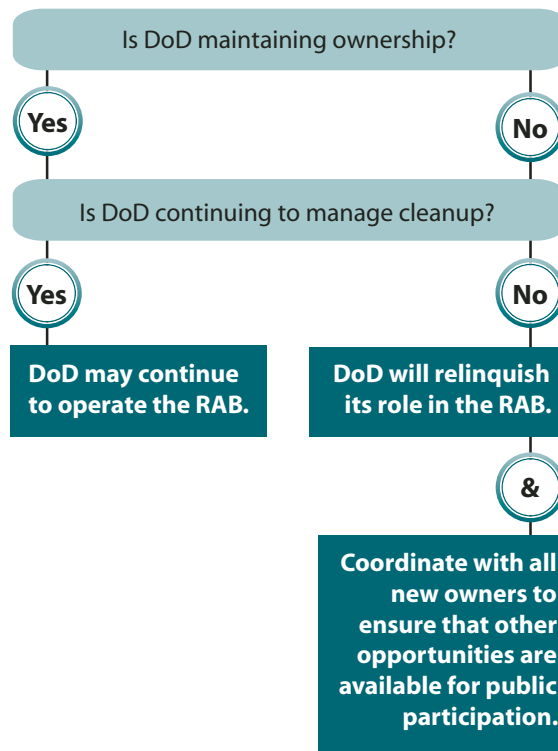 Is DoD maintaining ownership?
Yes
No
Is DoD continuing to manage cleanup?
Yes
No
DoD may continue
to operate the RAB.
DoD will relinquish
its role in the RAB.
&
Coordinate with all
new owners to
ensure that other
opportunities are
available for public
participation.